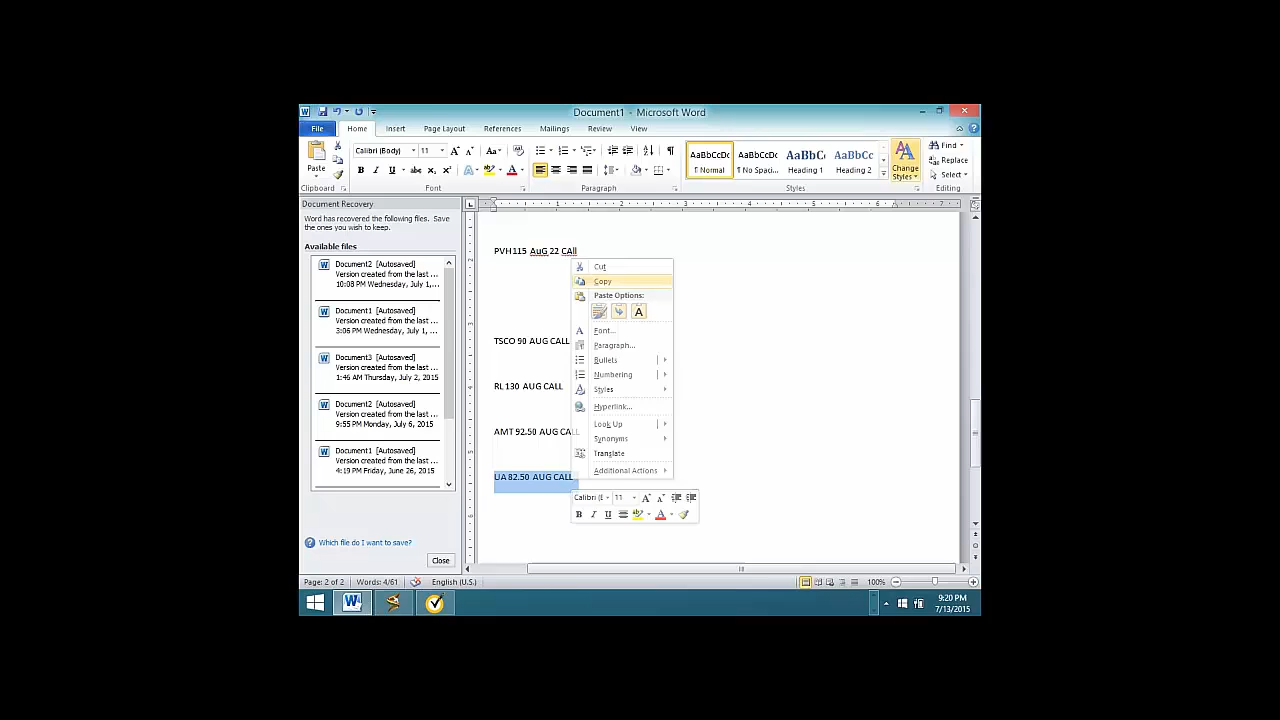 Document1 - Microsoft Word
File Home Insert Page Layout References Mailings Review View
Calibri (Body) 11
Paste
Clipboard
Font
Paragraph
AaBbCcDc AaBbCcDc AaBbC AaBbCc
¶ Normal ¶ No Spaci... Heading 1 Heading 2
Change Styles
Styles
Find
Replace
Select
Editing
Document Recovery
Word has recovered the following files. Save
the ones you wish to keep.
Available files
Document2 [Autosaved]
Version created from the last ...
10:08 PM Wednesday, July 1,...
Document1 [Autosaved]
Version created from the last ...
3:06 PM Wednesday, July 1, ...
Document3 [Autosaved]
Version created from the last ...
1:46 AM Thursday, July 2, 2015
Document2 [Autosaved]
Version created from the last ...
9:55 PM Monday, July 6, 2015
Document1 [Autosaved]
Version created from the last ...
4:19 PM Friday, June 26, 2015
Which file do I want to save?
Close
PVH115 AuG 22 CAll
TSCO 90 AUG CALL
RL 130 AUG CALL
AMT 92.50 AUG CALL
UA 82.50 AUG CALL
Cut
Copy
Paste Options:
Font...
Paragraph...
Bullets
Numbering
Styles
Hyperlink...
Look Up
Synonyms
Translate
Additional Actions
Calibri (E 11
Page: 2 of 2 Words: 4/61 English (U.S.) 100%
9:20 PM
7/13/2015